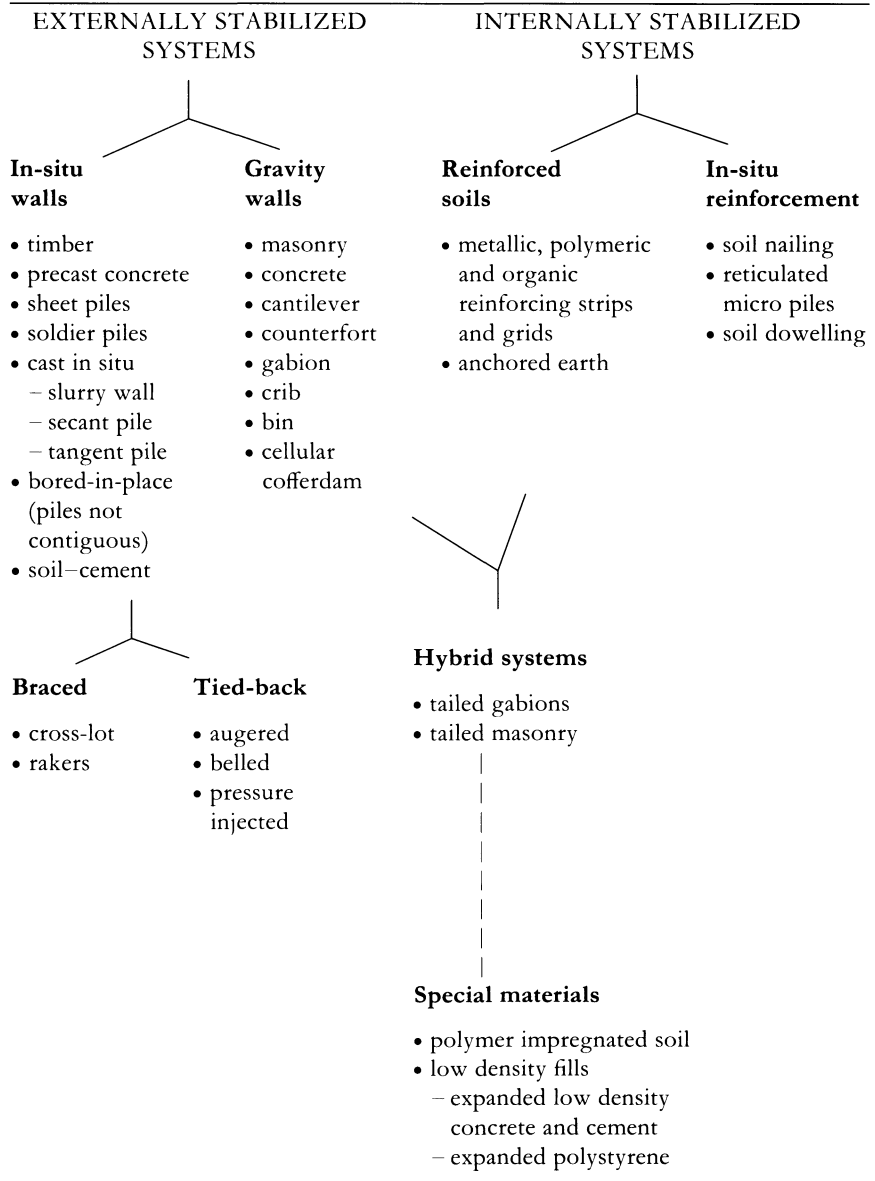 EXTERNALLY STABILIZED
SYSTEMS
In-situ
walls
• timber
• precast concrete
• sheet piles
• soldier piles
• cast in situ
– slurry wall
– secant pile
– tangent pile
• bored-in-place
(piles not
contiguous)
• soil–cement
Gravity
walls
• masonry
• concrete
• cantilever
• counterfort
• gabion
• crib
• bin
• cellular
cofferdam
Braced
• cross-lot
• rakers
Tied-back
• augered
• belled
• pressure
injected
INTERNALLY STABILIZED
SYSTEMS
Reinforced
soils
• metallic, polymeric
and organic
reinforcing strips
and grids
• anchored earth
In-situ
reinforcement
• soil nailing
• reticulated
micro piles
• soil dowelling
Hybrid systems
• tailed gabions
• tailed masonry
Special materials
• polymer impregnated soil
• low density fills
– expanded low density
concrete and cement
– expanded polystyrene